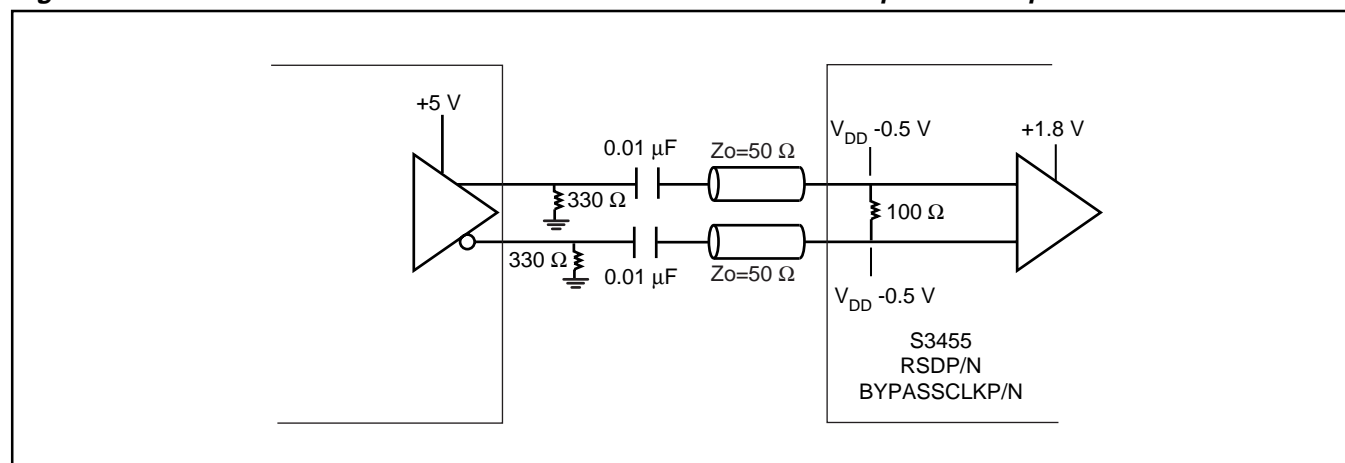 +5 V
0.01 µF
Zo=50 Ω
V_DD -0.5 V
+1.8 V
330 Ω
100 Ω
330 Ω
0.01 µF
Zo=50 Ω
V_DD -0.5 V
S3455
RSDP/N
BYPASSCLKP/N